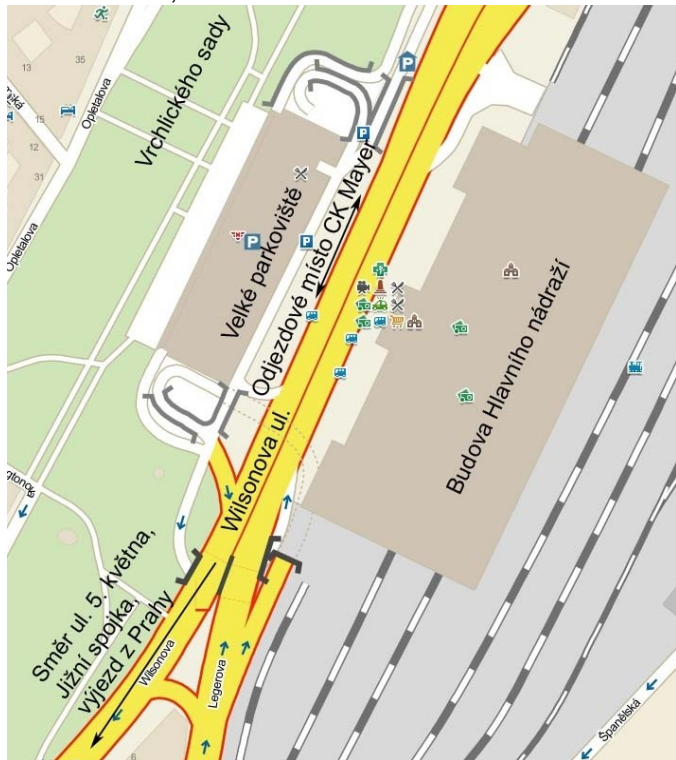 35
13
Opletalova
Vrchlického sady
15
12
31
Opletalova
P
P
P
Velké parkoviště
Odjezdové místo CK Mayer
Budova Hlavního nádraží
Wilsonova ul.
Směr ul. 5. května,
Jižní spojka,
výjezd z Prahy
Wilsonova
Legerova
Španělská
6